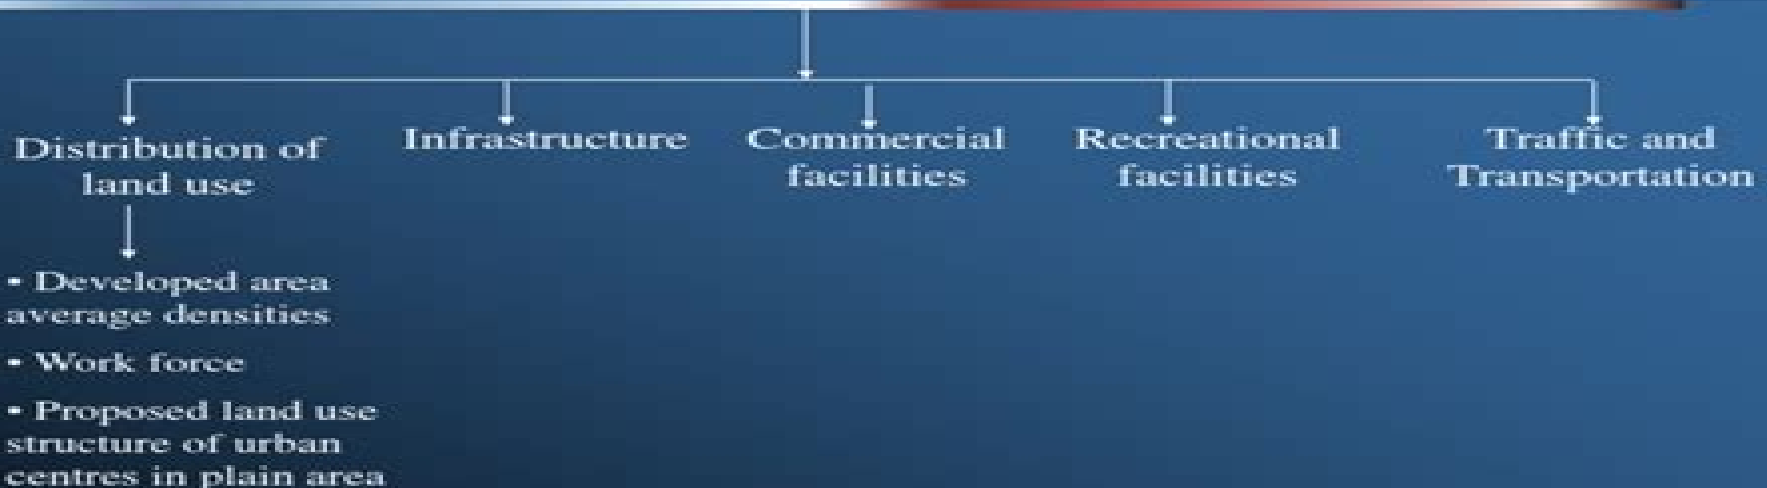 Distribution of
land use
Infrastructure
Commercial
facilities
Recreational
facilities
Traffic and
Transportation
• Developed area
average densities
• Work force
• Proposed land use
structure of urban
centres in plain area